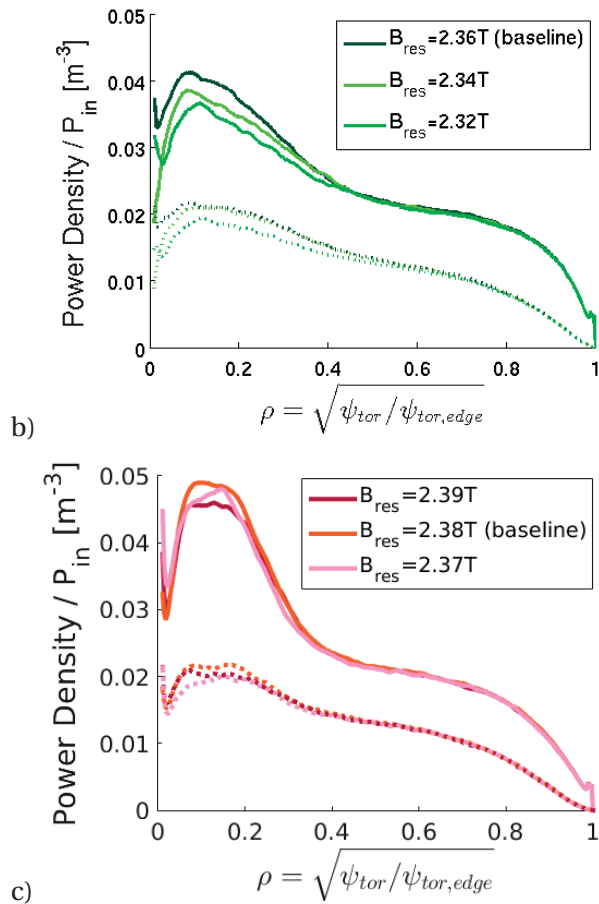 0.05
0.04
0.03
0.02
0.01
0
Power Density / P_in [m^-3]
B_res=2.36T (baseline)
B_res=2.34T
B_res=2.32T
0 0.2 0.4 0.6 0.8 1
ρ = √ψ_tor/ψ_tor,edge
b)
0.05
0.04
0.03
0.02
0.01
0
Power Density / P_in [m^-3]
B_res=2.39T
B_res=2.38T (baseline)
B_res=2.37T
0 0.2 0.4 0.6 0.8 1
ρ = √ψ_tor/ψ_tor,edge
c)